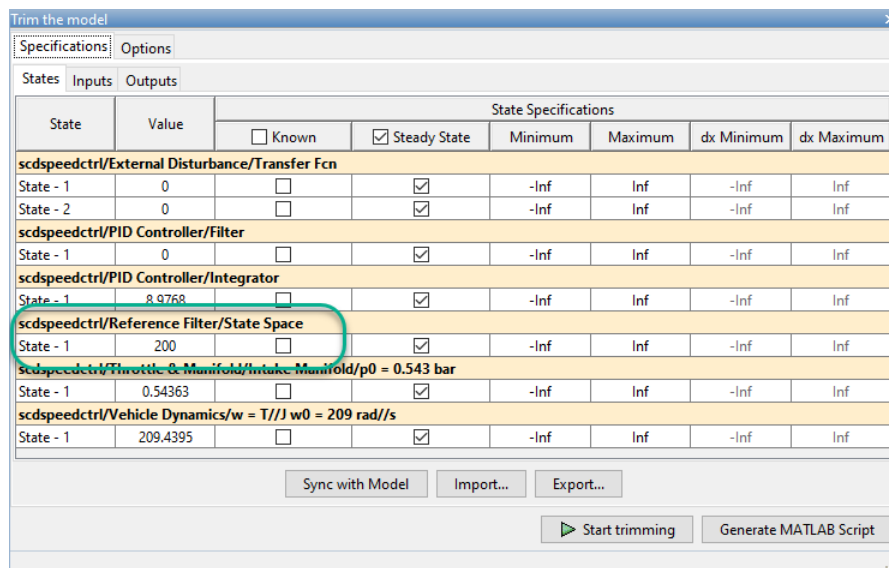 Trim the model
Specifications Options
States Inputs Outputs
State Value State Specifications
Known Steady State Minimum Maximum dx Minimum dx Maximum
scdspeedctrl/External Disturbance/Transfer Fcn
State - 1 0 -Inf Inf -Inf Inf
State - 2 0 -Inf Inf -Inf Inf
scdspeedctrl/PID Controller/Filter
State - 1 0 -Inf Inf -Inf Inf
scdspeedctrl/PID Controller/Integrator
State - 1 8.9768 -Inf Inf -Inf Inf
scdspeedctrl/Reference Filter/State Space
State - 1 200 -Inf Inf -Inf Inf
scdspeedctrl/Throttle & Manifold/Intake Manifold/p0 = 0.543 bar
State - 1 0.54363 -Inf Inf -Inf Inf
scdspeedctrl/Vehicle Dynamics/w = T//J w0 = 209 rad//s
State - 1 209.4395 -Inf Inf -Inf Inf
Sync with Model Import... Export...
Start trimming Generate MATLAB Script